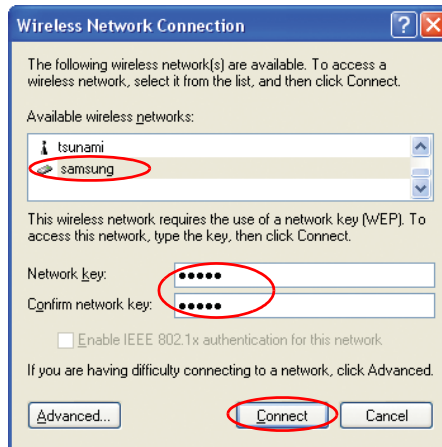 Wireless Network Connection
The following wireless network(s) are available. To access a
wireless network, select it from the list, and then click Connect.
Available wireless networks:
tsunami
samsung
This wireless network requires the use of a network key (WEP). To
access this network, type the key, then click Connect.
Network key: •••••
Confirm network key: •••••
Enable IEEE 802.1x authentication for this network
If you are having difficulty connecting to a network, click Advanced.
Advanced... Connect Cancel